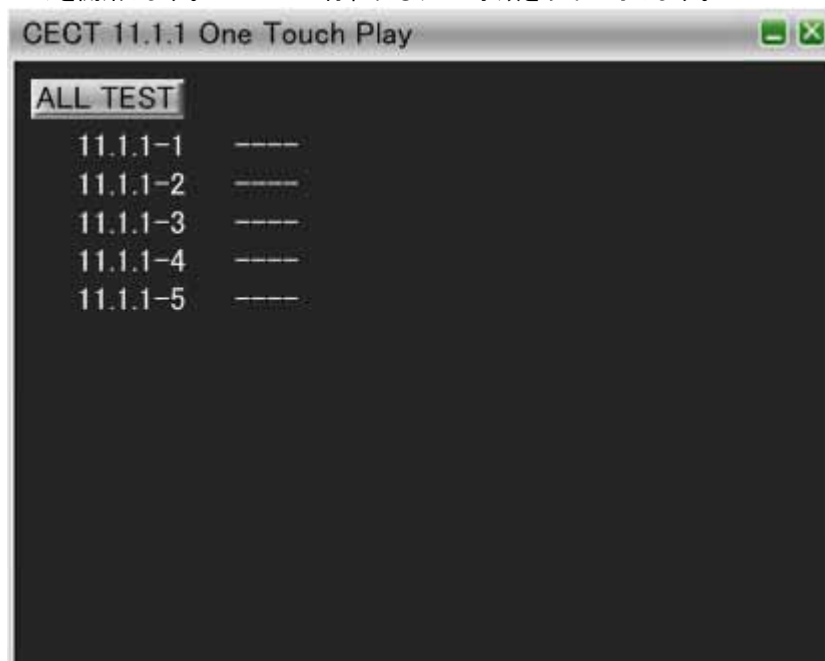 CECT 11.1.1 One Touch Play
ALL TEST
11.1.1-1 ----
11.1.1-2 ----
11.1.1-3 ----
11.1.1-4 ----
11.1.1-5 ----